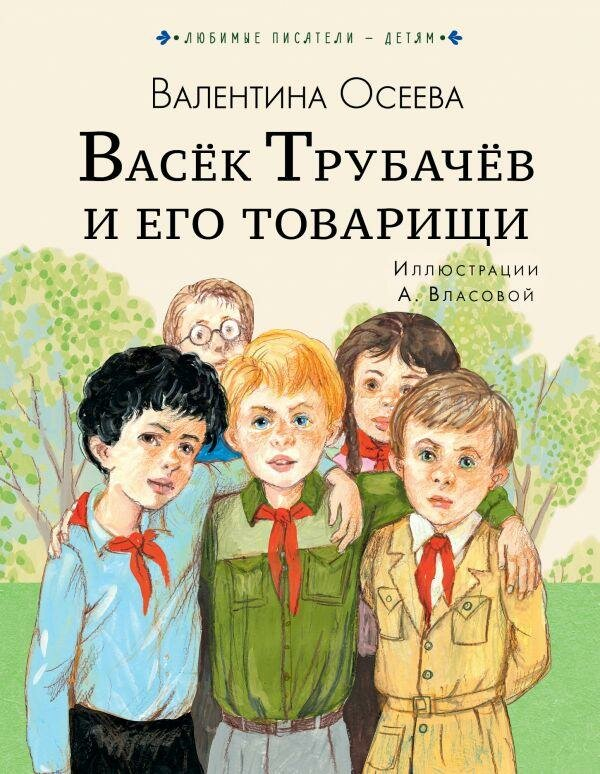 ЛЮБИМЫЕ ПИСАТЕЛИ – ДЕТЯМ
ВАЛЕНТИНА ОСЕЕВА
ВАСЁК ТРУБАЧЁВ
И ЕГО ТОВАРИЩИ
ИЛЛЮСТРАЦИИ
А. ВЛАСОВОЙ